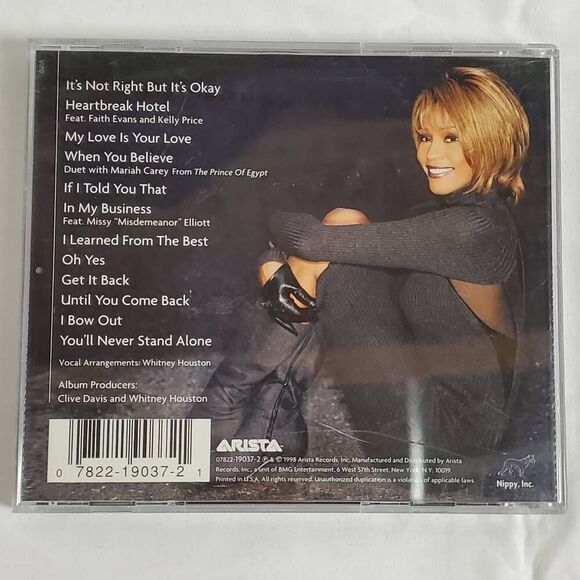 It's Not Right But It's Okay
Heartbreak Hotel
Feat. Faith Evans and Kelly Price
My Love Is Your Love
When You Believe
Duet with Mariah Carey From The Prince Of Egypt
If I Told You That
In My Business
Feat. Missy "Misdemeanor" Elliott
I Learned From The Best
Oh Yes
Get It Back
Until You Come Back
I Bow Out
You'll Never Stand Alone
Vocal Arrangements: Whitney Houston
Album Producers:
Clive Davis and Whitney Houston
0 7822-19037-2 1
ARISTA
07822-19037-2 ℗ & © 1998 Arista Records, Inc. Manufactured and Distributed by Arista
Records, Inc., a unit of BMG Entertainment, 6 West 57th Street, New York, N.Y. 10019
Printed in U.S.A. All rights reserved. Unauthorized duplication is a violation of applicable laws.
Nippy, Inc.